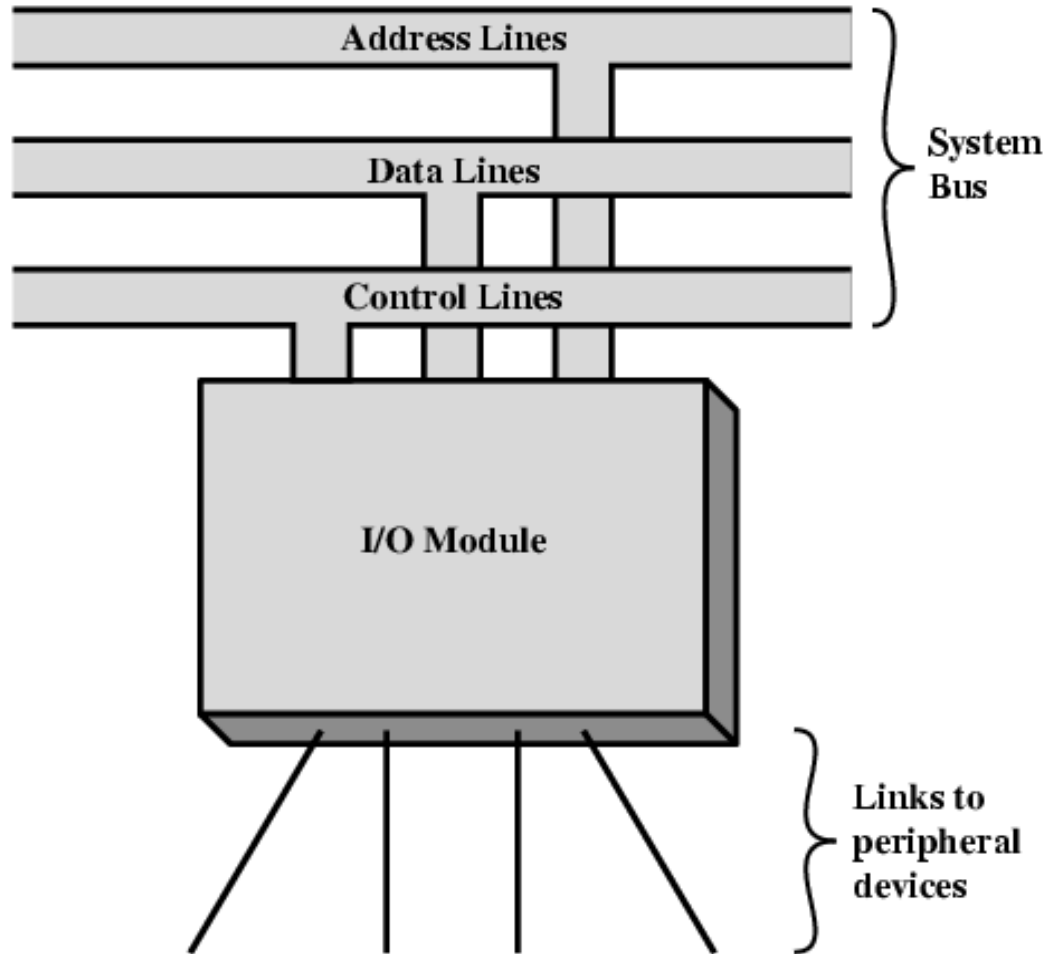 Address Lines
Data Lines
System
Bus
Control Lines
I/O Module
Links to
peripheral
devices